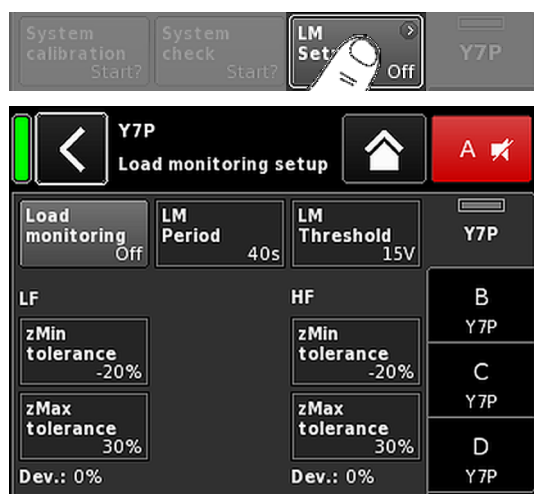 System calibration Start?
System check Start?
LM Set Off
Y7P
Y7P
Load monitoring setup
A
Load monitoring Off
LM Period 40s
LM Threshold 15V
Y7P
LF
HF
B
Y7P
zMin tolerance -20%
zMin tolerance -20%
C
Y7P
zMax tolerance 30%
zMax tolerance 30%
D
Y7P
Dev.: 0%
Dev.: 0%